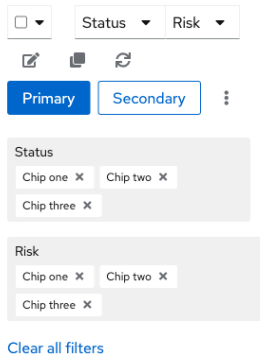 Status Risk
Primary Secondary
Status
Chip one Chip two
Chip three
Risk
Chip one Chip two
Chip three
Clear all filters